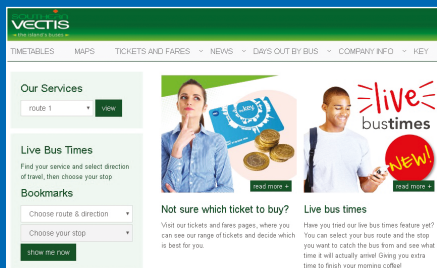 SOUTHERN
VECTIS
the island's buses
TIMETABLES MAPS TICKETS AND FARES NEWS DAYS OUT BY BUS COMPANY INFO KEY
Our Services
route 1 view
Live Bus Times
Find your service and select direction
of travel, then choose your stop
Bookmarks
Choose route & direction
Choose your stop
show me now
the key
read more +
Not sure which ticket to buy?
Visit our tickets and fares pages, where you
can see our range of tickets and decide which
is best for you.
live
bustimes
NEW!
read more +
Live bus times
Have you tried our live bus times feature yet?
You can select your bus route and the stop
you want to catch the bus from and see what
time it will actually arrive! Giving you extra
time to finish your morning coffee!